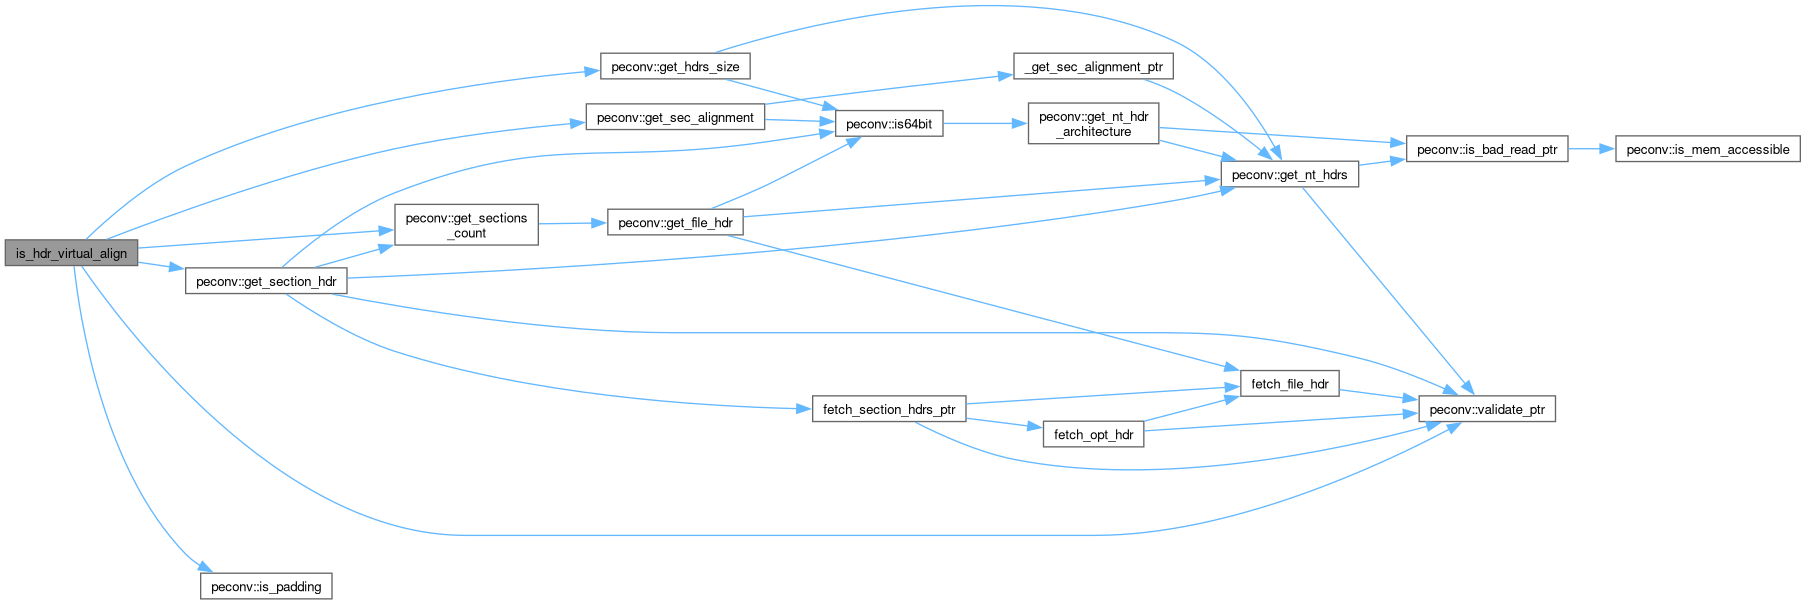 is_hdr_virtual_align
peconv::get_hdrs_size
peconv::get_sec_alignment
peconv::get_sections
_count
peconv::get_section_hdr
peconv::is_padding
peconv::get_file_hdr
peconv::is64bit
fetch_section_hdrs_ptr
_get_sec_alignment_ptr
peconv::get_nt_hdr
_architecture
fetch_opt_hdr
peconv::get_nt_hdrs
fetch_file_hdr
peconv::is_bad_read_ptr
peconv::validate_ptr
peconv::is_mem_accessible